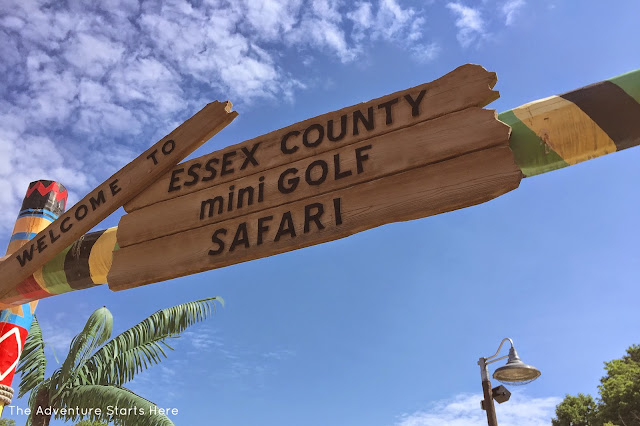 WELCOME TO
ESSEX COUNTY
mini GOLF
SAFARI
The Adventure Starts Here